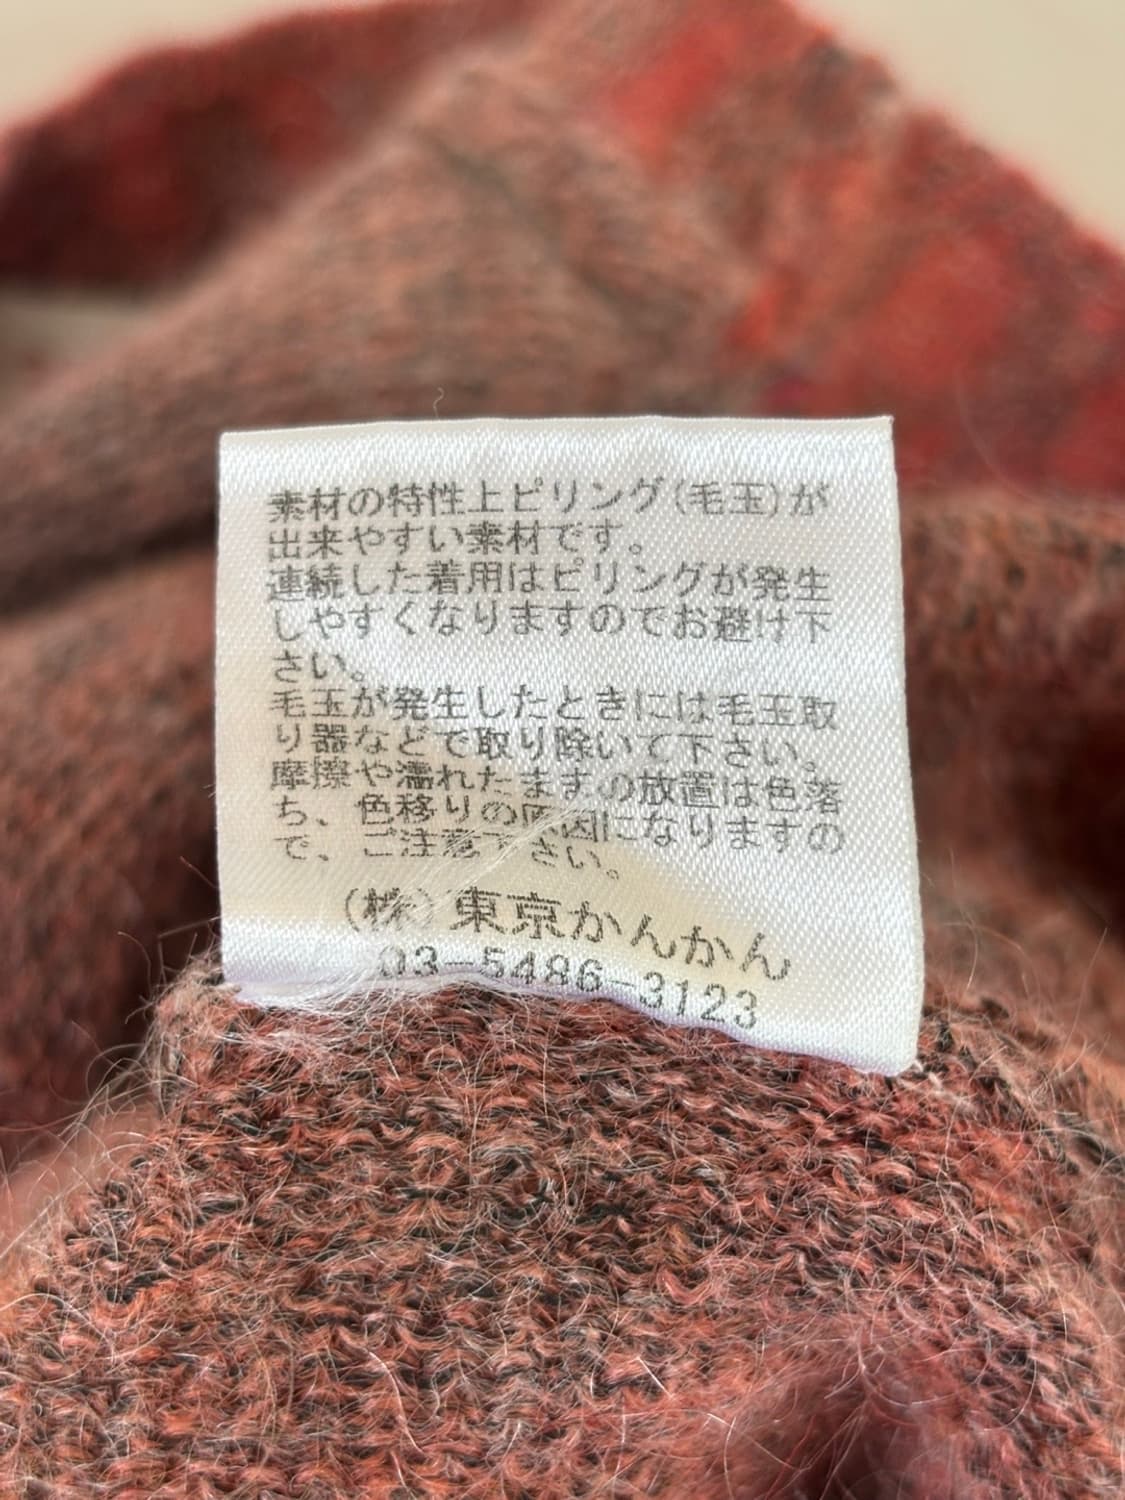 素材の特性上ピリング(毛玉)が
出来やすい素材です。
連続した着用はピリングが発生
しやすくなりますのでお避け下
さい。
毛玉が発生したときには毛玉取
り器などで取り除いて下さい。
摩擦や濡れたままの放置は色落
ち、色移りの原因になりますの
で、ご注意下さい。
(株)東京かんかん
03-5486-3123